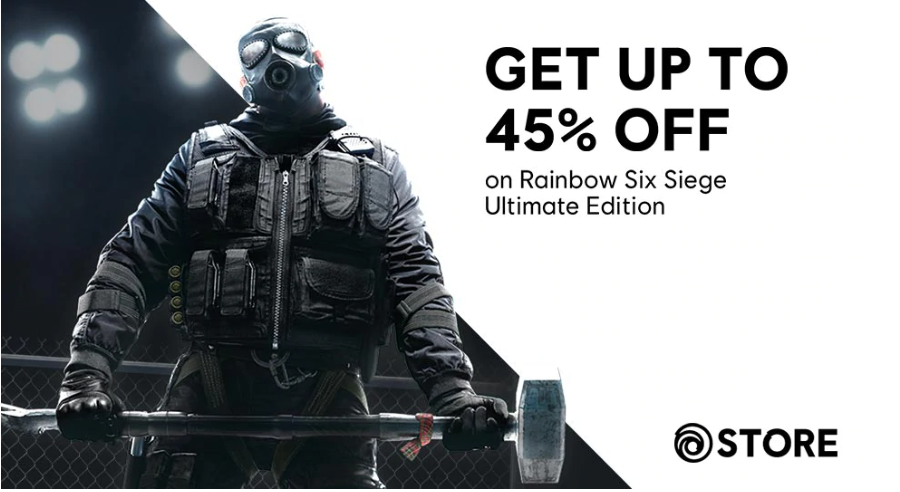 GET UP TO
45% OFF
on Rainbow Six Siege
Ultimate Edition
STORE